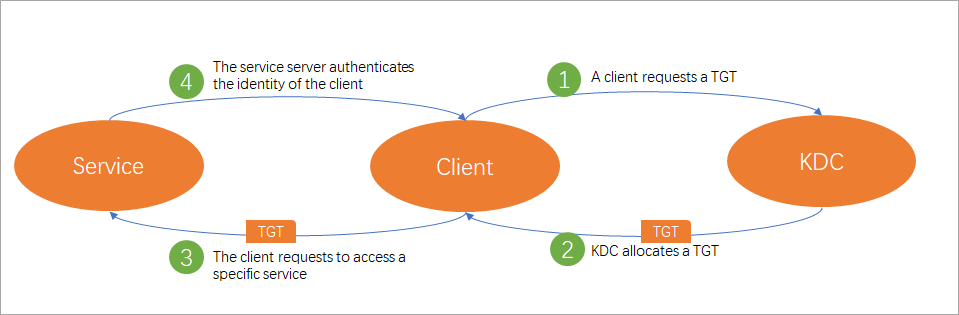 4
The service server authenticates
the identity of the client
1
A client requests a TGT
Service
Client
KDC
TGT
3
The client requests to access a
specific service
TGT
2
KDC allocates a TGT